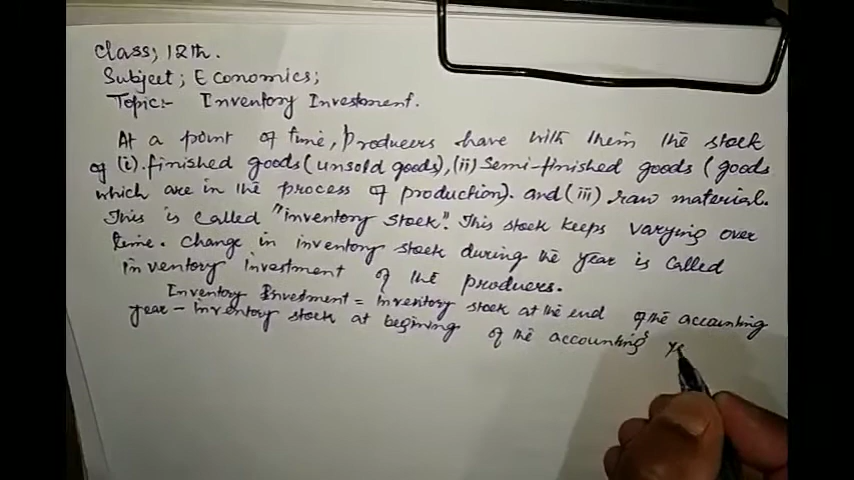 Class; 12th.
Subject; Economics;
Topic:- Inventory Investment.
At a point of time, Producers have with them the stock
of (i). finished goods (unsold goods), (ii) Semi-finished goods (goods
which are in the process of production). and (iii) raw material.
This is called "inventory stock". This stock keeps varying over
time. Change in inventory stock during the year is called
inventory investment of the producers.
Inventory Investment = Inventory stock at the end of the accounting
year - Inventory stock at begining of the accounting